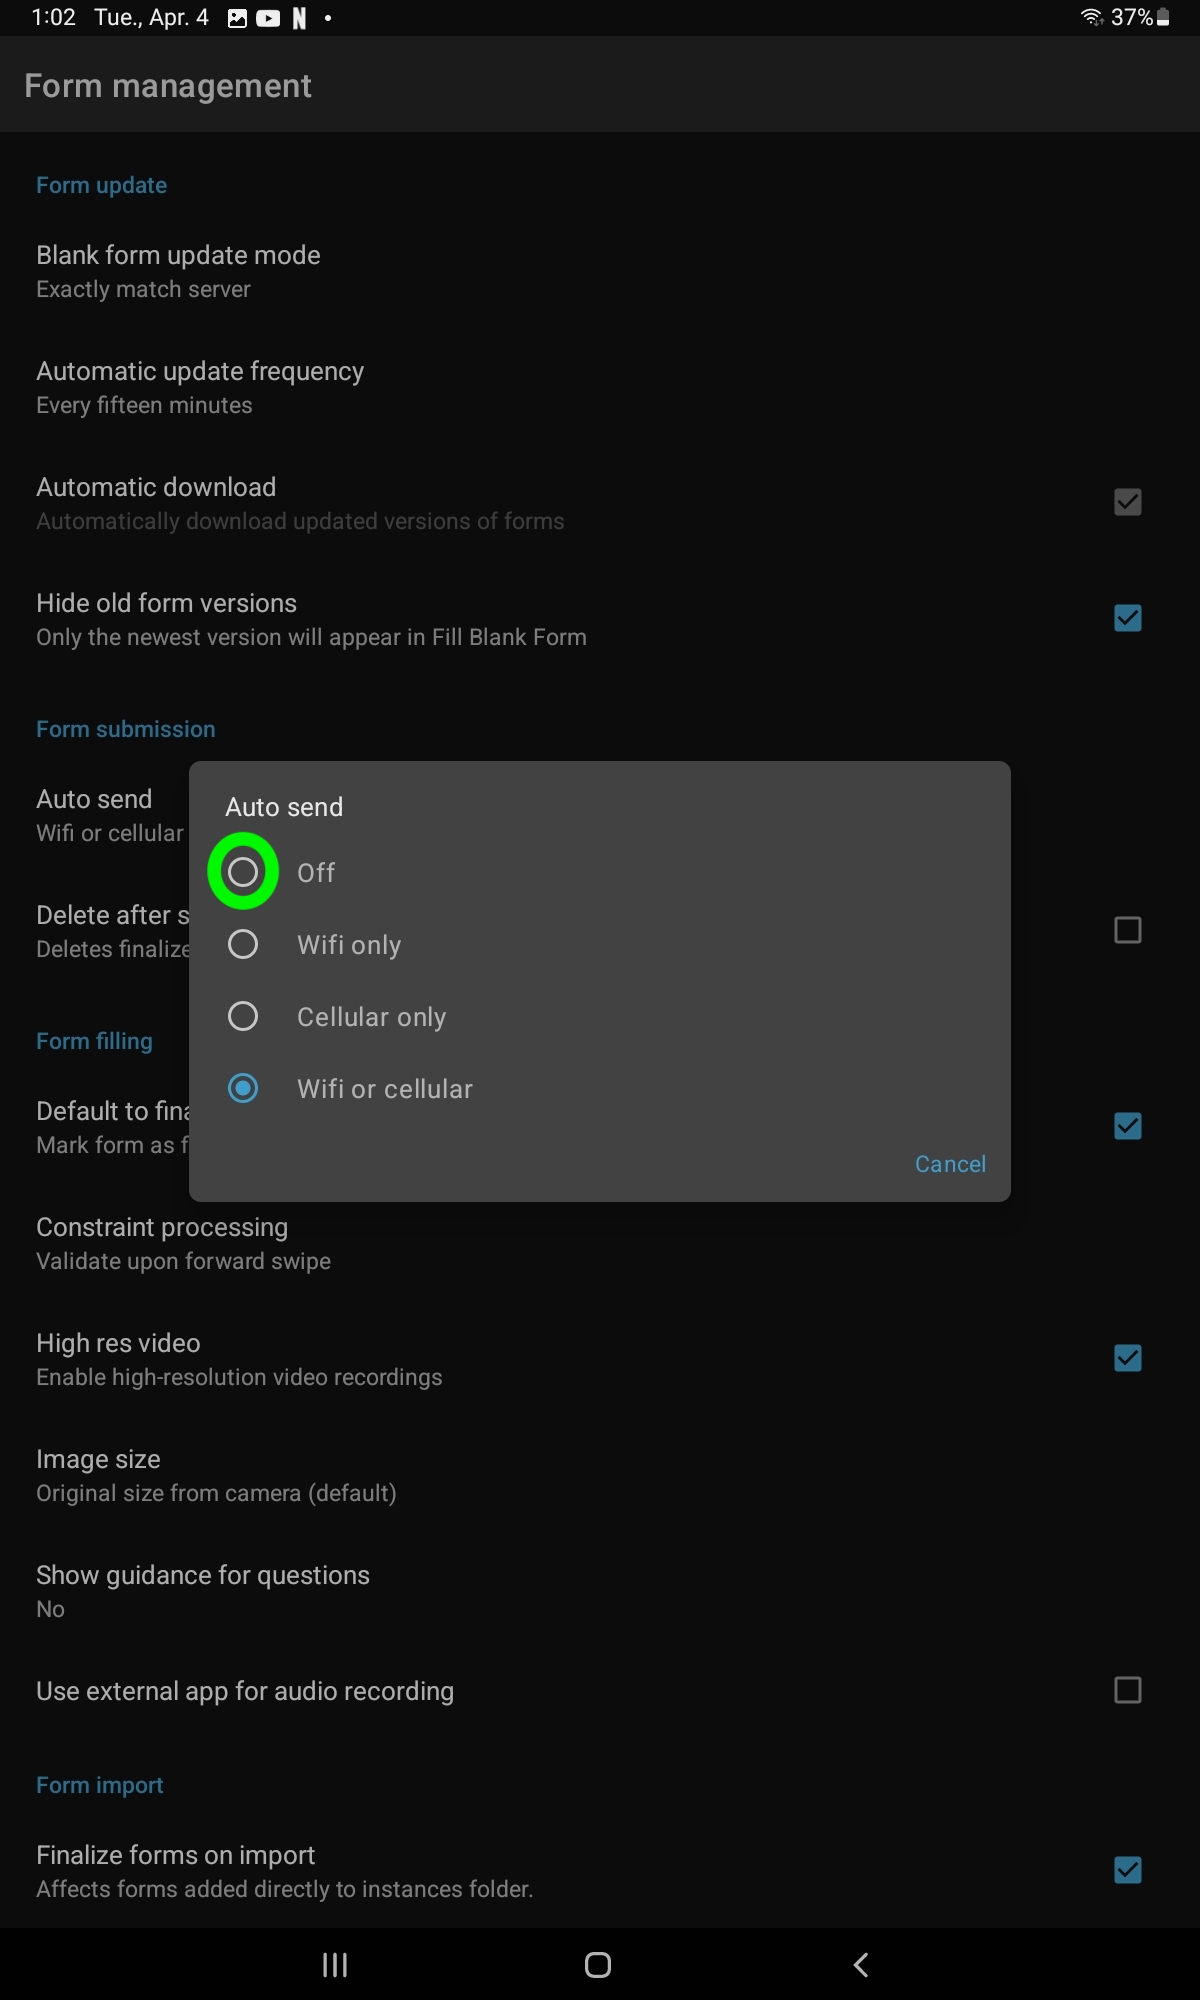 1:02 Tue., Apr. 4 N • 37%
Form management
Form update
Blank form update mode
Exactly match server
Automatic update frequency
Every fifteen minutes
Automatic download
Automatically download updated versions of forms
Hide old form versions
Only the newest version will appear in Fill Blank Form
Form submission
Auto send
Wifi or cellular
Delete after s
Deletes finalize
Auto send
Off
Wifi only
Cellular only
Wifi or cellular
Cancel
Form filling
Default to fina
Mark form as f
Constraint processing
Validate upon forward swipe
High res video
Enable high-resolution video recordings
Image size
Original size from camera (default)
Show guidance for questions
No
Use external app for audio recording
Form import
Finalize forms on import
Affects forms added directly to instances folder.